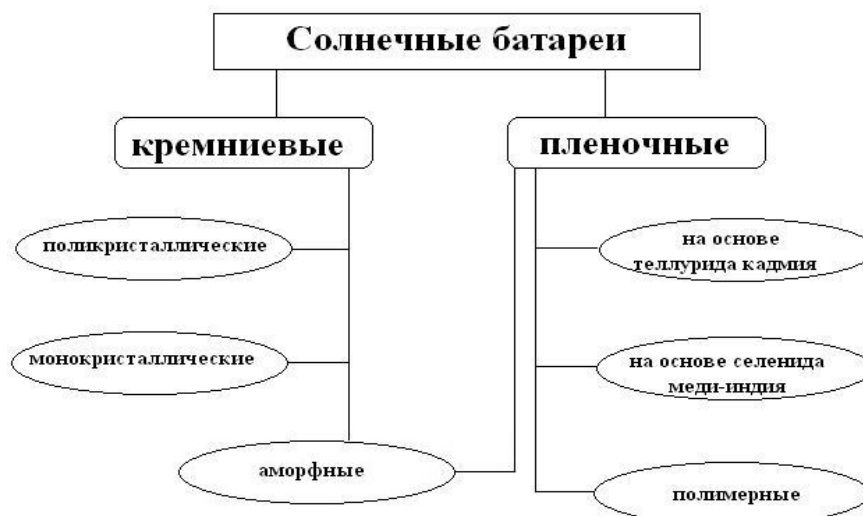 Солнечные батареи
кремниевые
пленочные
поликристаллические
на основе
теллурида кадмия
монокристаллические
на основе селенида
меди-индия
аморфные
полимерные